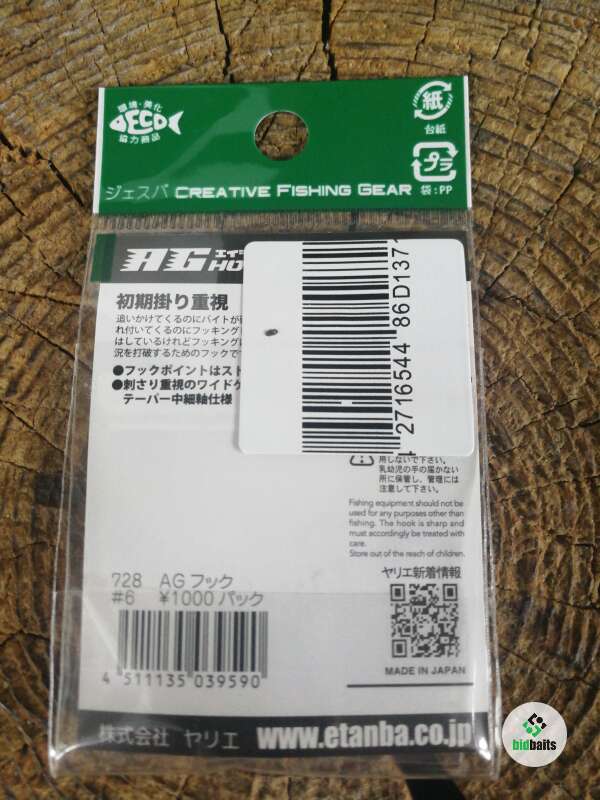 環境・美化
ECO
協力商品
紙
台紙
プラ
袋:PP
ジェスパ CREATIVE FISHING GEAR
AG
初期掛り重視
追いかけてくるのにバイトが
れ付いてくるのにフッキング
はしているけれどフッキング
況を打破するためのフックで
●フックポイントはスト
●刺さり重視のワイド
テーパー中細軸仕様
2716544 86D1371
用しないで下さい。
乳幼児の手の届かない
所に保管し、管理には
注意して下さい。
Fishing equipment should not be
used for any purposes other than
fishing. The hook is sharp and
must accordingly be treated with
care.
Store out of the reach of children.
ヤリエ新着情報
728 AGフック
#6 ¥1000パック
4 511135 039590
MADE IN JAPAN
株式会社 ヤリエ www.etanba.co.jp
bidbaits